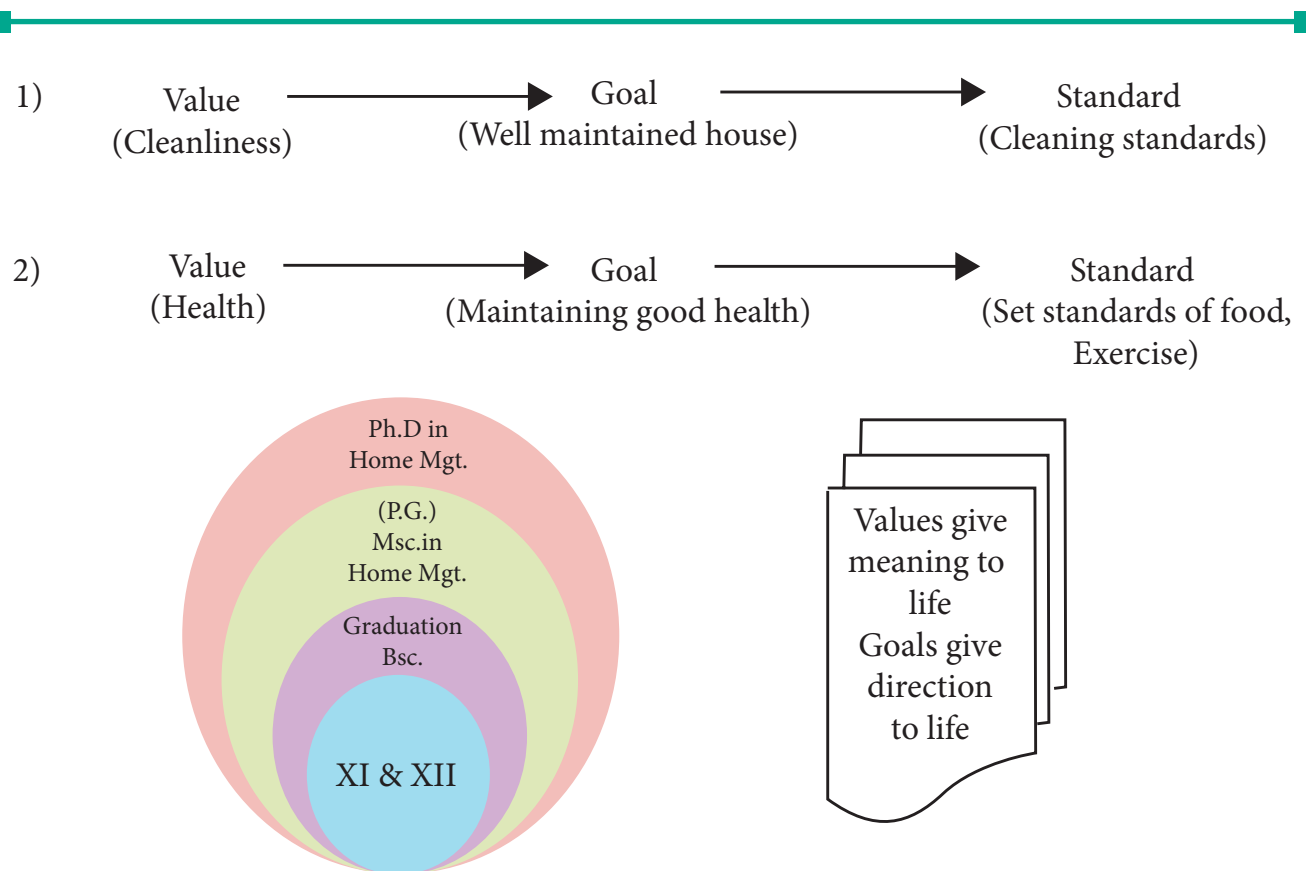 1)
Value
(Cleanliness)
Goal
(Well maintained house)
Standard
(Cleaning standards)
2)
Value
(Health)
Goal
(Maintaining good health)
Standard
(Set standards of food,
Exercise)
Ph.D in
Home Mgt.
(P.G.)
Msc.in
Home Mgt.
Graduation
Bsc.
XI & XII
Values give
meaning to
life
Goals give
direction
to life